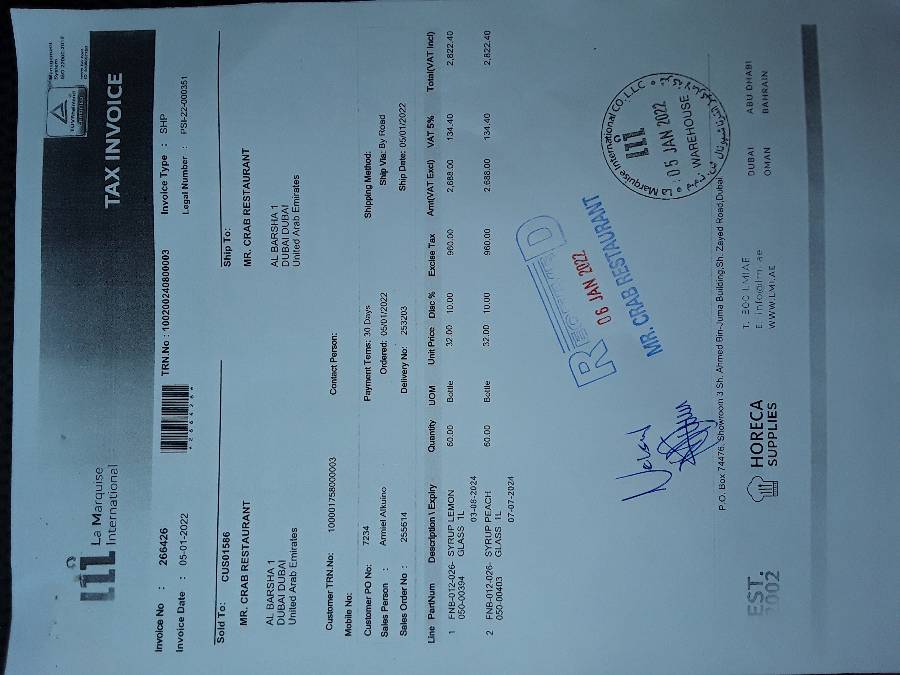 La Marquise
International
TAX INVOICE
Management
System
ISO 22000:2018
Invoice No : 266426
TRN.No : 100200240800003
Invoice Type : SHP
Invoice Date : 05-01-2022
*266426*
Legal Number : PSI-22-000351
Sold To: CUS01586
Ship To:
MR. CRAB RESTAURANT
MR. CRAB RESTAURANT
AL BARSHA 1
DUBAI DUBAI
United Arab Emirates
AL BARSHA 1
DUBAI DUBAI
United Arab Emirates
Customer TRN.No: 100001758000003
Contact Person:
Mobile No:
Customer PO No: 7234
Payment Terms: 30 Days
Shipping Method:
Sales Person : Armiel Alkuino
Ordered: 05/01/2022
Ship Via: By Road
Sales Order No : 255614
Delivery No: 253203
Ship Date: 05/01/2022
Line PartNum Description \ Expiry Quantity UOM Unit Price Disc % Excise Tax Amt(VAT Excl) VAT 5% Total(VAT Incl)
1 FNB-012-026- SYRUP LEMON 60.00 Bottle 32.00 10.00 960.00 2,688.00 134.40 2,822.40
050-00394 GLASS 1L
03-08-2024
2 FNB-012-026- SYRUP PEACH 60.00 Bottle 32.00 10.00 960.00 2,688.00 134.40 2,822.40
050-00403 GLASS 1L
07-07-2024
RECEIVED
06 JAN 2022
MR. CRAB RESTAURANT
Marquise International CO. L.L.C
05 JAN 2022
WAREHOUSE
Nelson
P.O. Box 74476, Showroom 3 Sh. Ahmed Bin-Juma Building,Sh. Zayed Road,Dubai
EST.
2002
HORECA
SUPPLIES
T: 800 LMIAE
E: info@lmi.ae
WWW.LMI.AE
DUBAI ABU DHABI
OMAN BAHRAIN